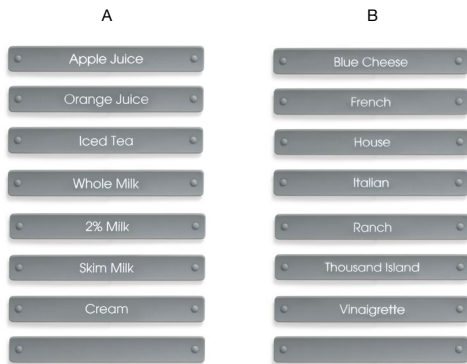 A
Apple Juice
Orange Juice
Iced Tea
Whole Milk
2% Milk
Skim Milk
Cream
B
Blue Cheese
French
House
Italian
Ranch
Thousand Island
Vinaigrette